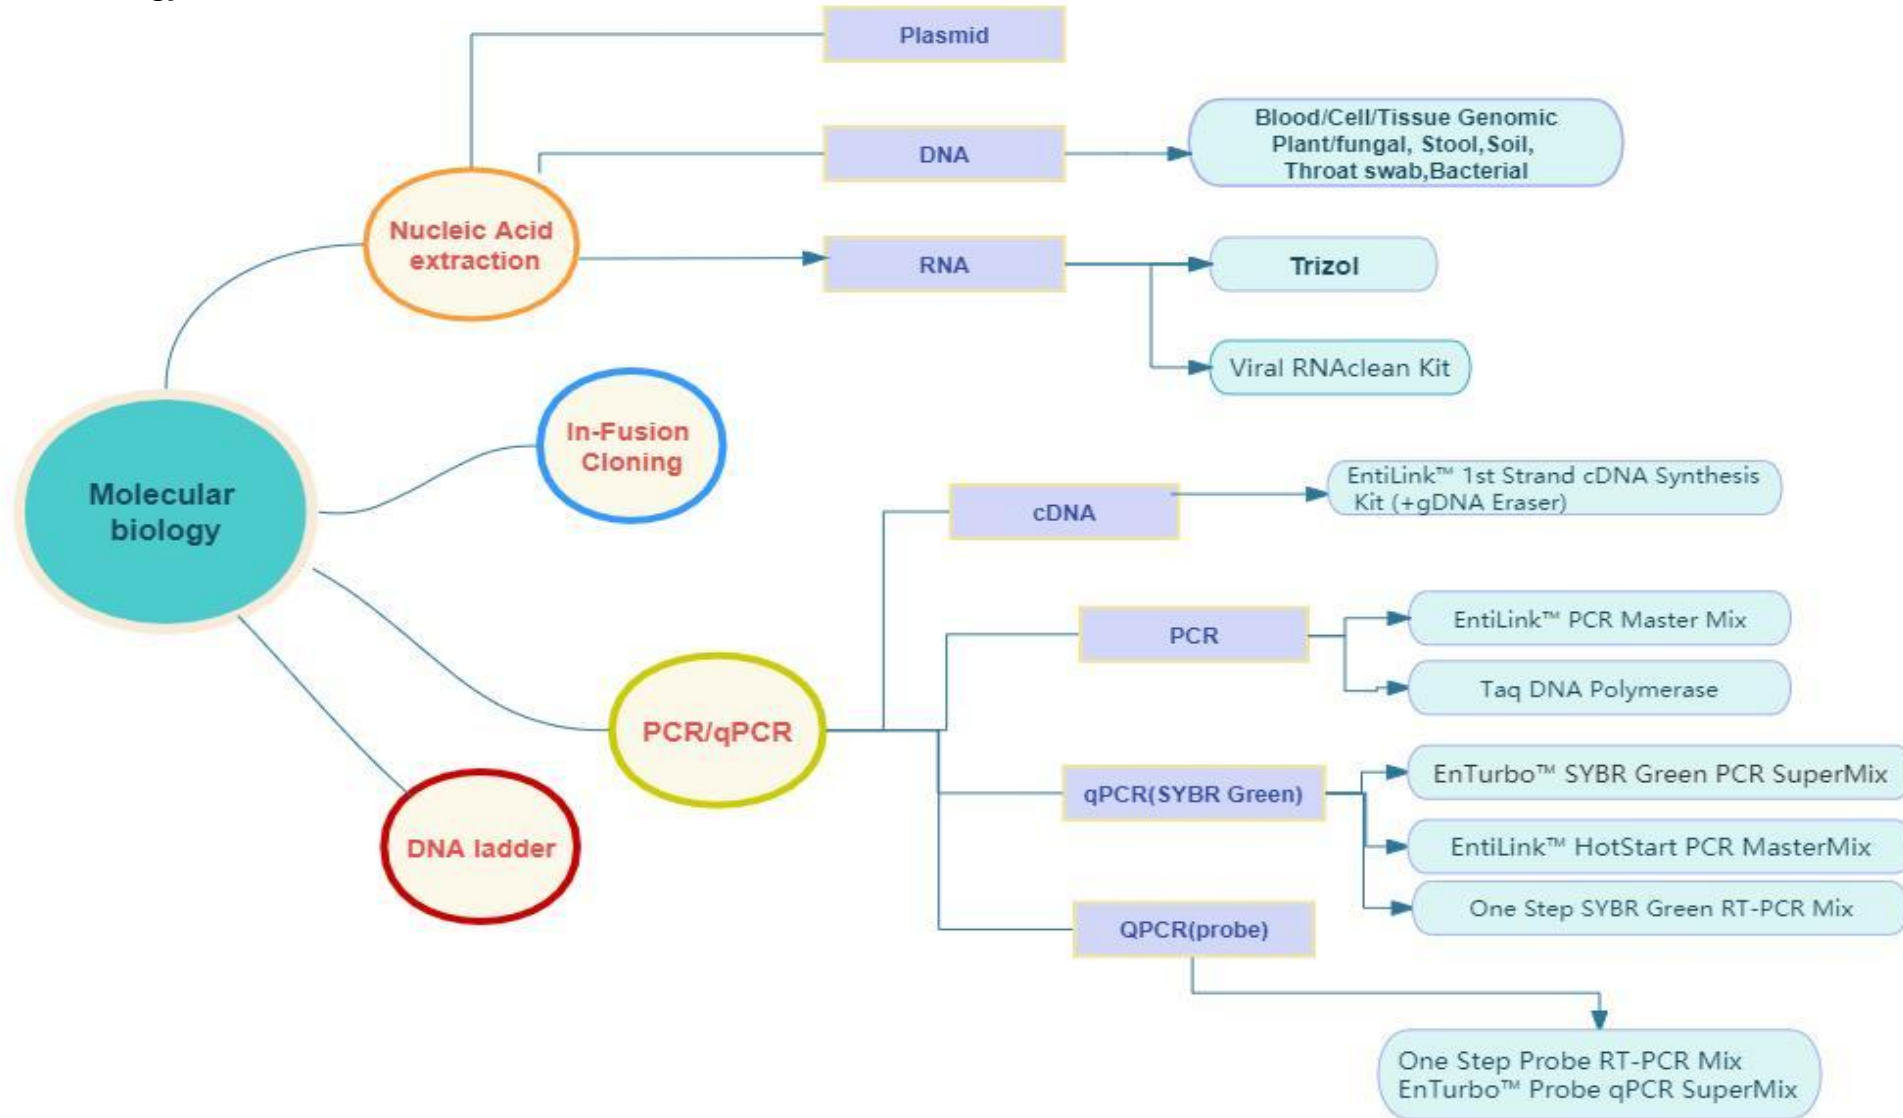 Plasmid
DNA
Blood/Cell/Tissue Genomic
Plant/fungal, Stool,Soil,
Throat swab,Bacterial
Nucleic Acid
extraction
RNA
Trizol
Viral RNAclean Kit
In-Fusion
Cloning
Molecular
biology
cDNA
EntiLink™ 1st Strand cDNA Synthesis
Kit (+gDNA Eraser)
PCR
EntiLink™ PCR Master Mix
Taq DNA Polymerase
PCR/qPCR
qPCR(SYBR Green)
EnTurbo™ SYBR Green PCR SuperMix
EntiLink™ HotStart PCR MasterMix
One Step SYBR Green RT-PCR Mix
DNA ladder
QPCR(probe)
One Step Probe RT-PCR Mix
EnTurbo™ Probe qPCR SuperMix